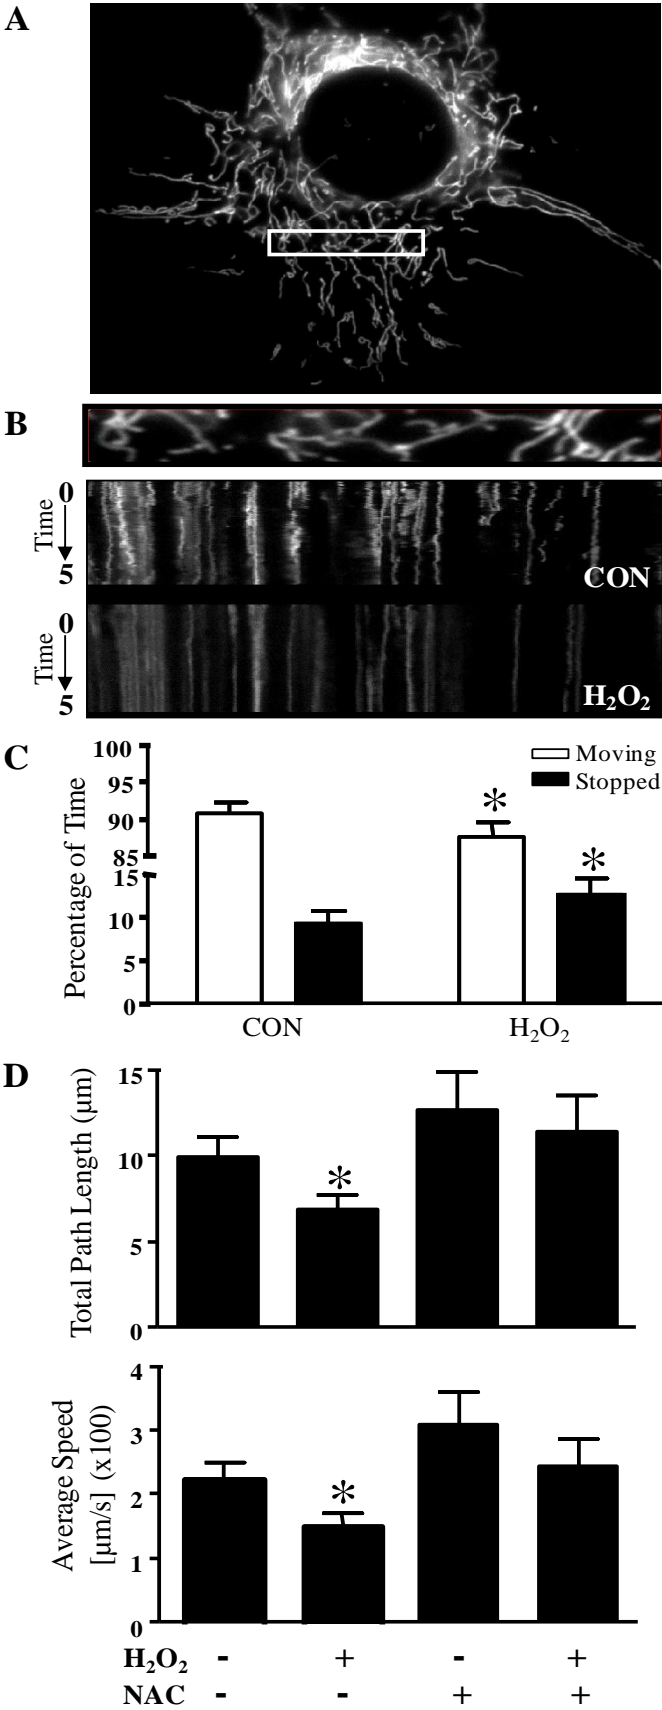 A
B
0
Time
5
CON
0
Time
5
H₂O₂
C
100
95
90
85
15
10
5
0
Percentage of Time
Moving
Stopped
*
*
CON
H₂O₂
D
15
10
5
0
Total Path Length (µm)
*
4
3
2
1
0
Average Speed
[µm/s] (x100)
*
H₂O₂ - + - +
NAC - - + +